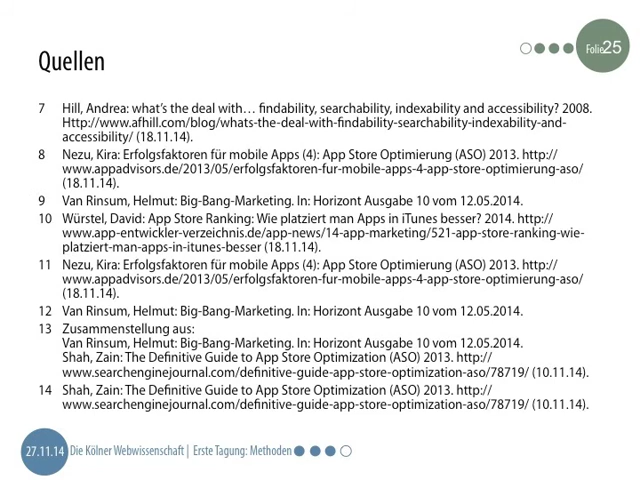 Folie25
Quellen
7 Hill, Andrea: what's the deal with… findability, searchability, indexability and accessibility? 2008.
Http://www.afhill.com/blog/whats-the-deal-with-findability-searchability-indexability-and-
accessibility/ (18.11.14).
8 Nezu, Kira: Erfolgsfaktoren für mobile Apps (4): App Store Optimierung (ASO) 2013. http://
www.appadvisors.de/2013/05/erfolgsfaktoren-fur-mobile-apps-4-app-store-optimierung-aso/
(18.11.14).
9 Van Rinsum, Helmut: Big-Bang-Marketing. In: Horizont Ausgabe 10 vom 12.05.2014.
10 Würstel, David: App Store Ranking: Wie platziert man Apps in iTunes besser? 2014. http://
www.app-entwickler-verzeichnis.de/app-news/14-app-marketing/521-app-store-ranking-wie-
platziert-man-apps-in-itunes-besser (18.11.14).
11 Nezu, Kira: Erfolgsfaktoren für mobile Apps (4): App Store Optimierung (ASO) 2013. http://
www.appadvisors.de/2013/05/erfolgsfaktoren-fur-mobile-apps-4-app-store-optimierung-aso/
(18.11.14).
12 Van Rinsum, Helmut: Big-Bang-Marketing. In: Horizont Ausgabe 10 vom 12.05.2014.
13 Zusammenstellung aus:
Van Rinsum, Helmut: Big-Bang-Marketing. In: Horizont Ausgabe 10 vom 12.05.2014.
Shah, Zain: The Definitive Guide to App Store Optimization (ASO) 2013. http://
www.searchenginejournal.com/definitive-guide-app-store-optimization-aso/78719/ (10.11.14).
14 Shah, Zain: The Definitive Guide to App Store Optimization (ASO) 2013. http://
www.searchenginejournal.com/definitive-guide-app-store-optimization-aso/78719/ (10.11.14).
27.11.14 Die Kölner Webwissenschaft | Erste Tagung: Methoden